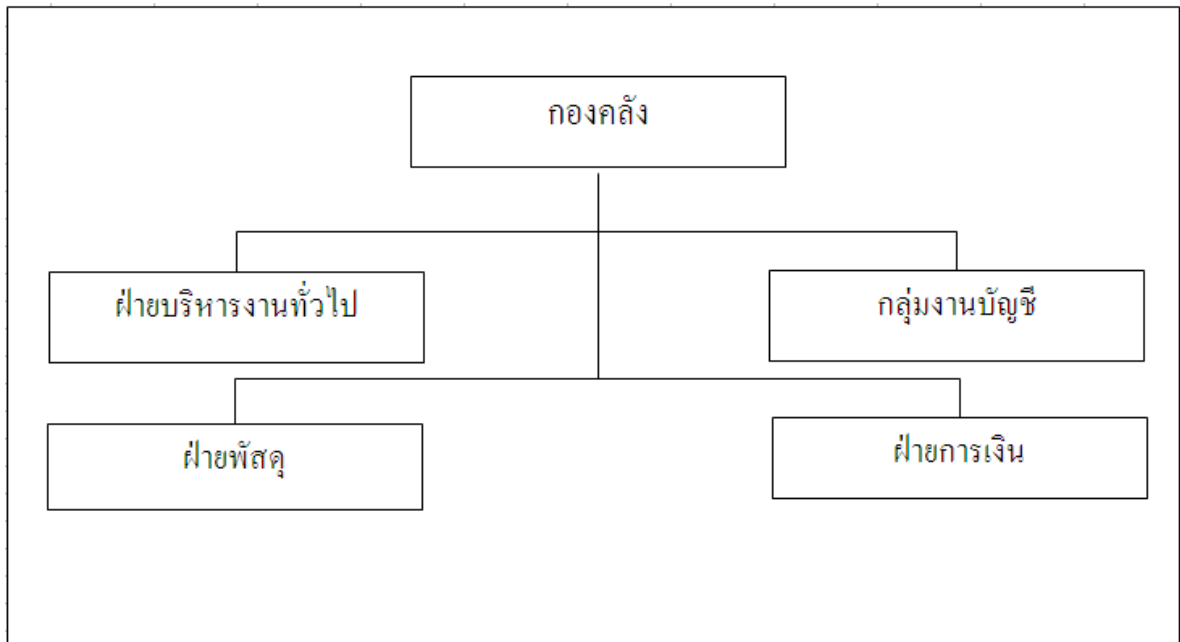 กองคลัง
ฝ่ายบริหารงานทั่วไป
กลุ่มงานบัญชี
ฝ่ายพัสดุ
ฝ่ายการเงิน